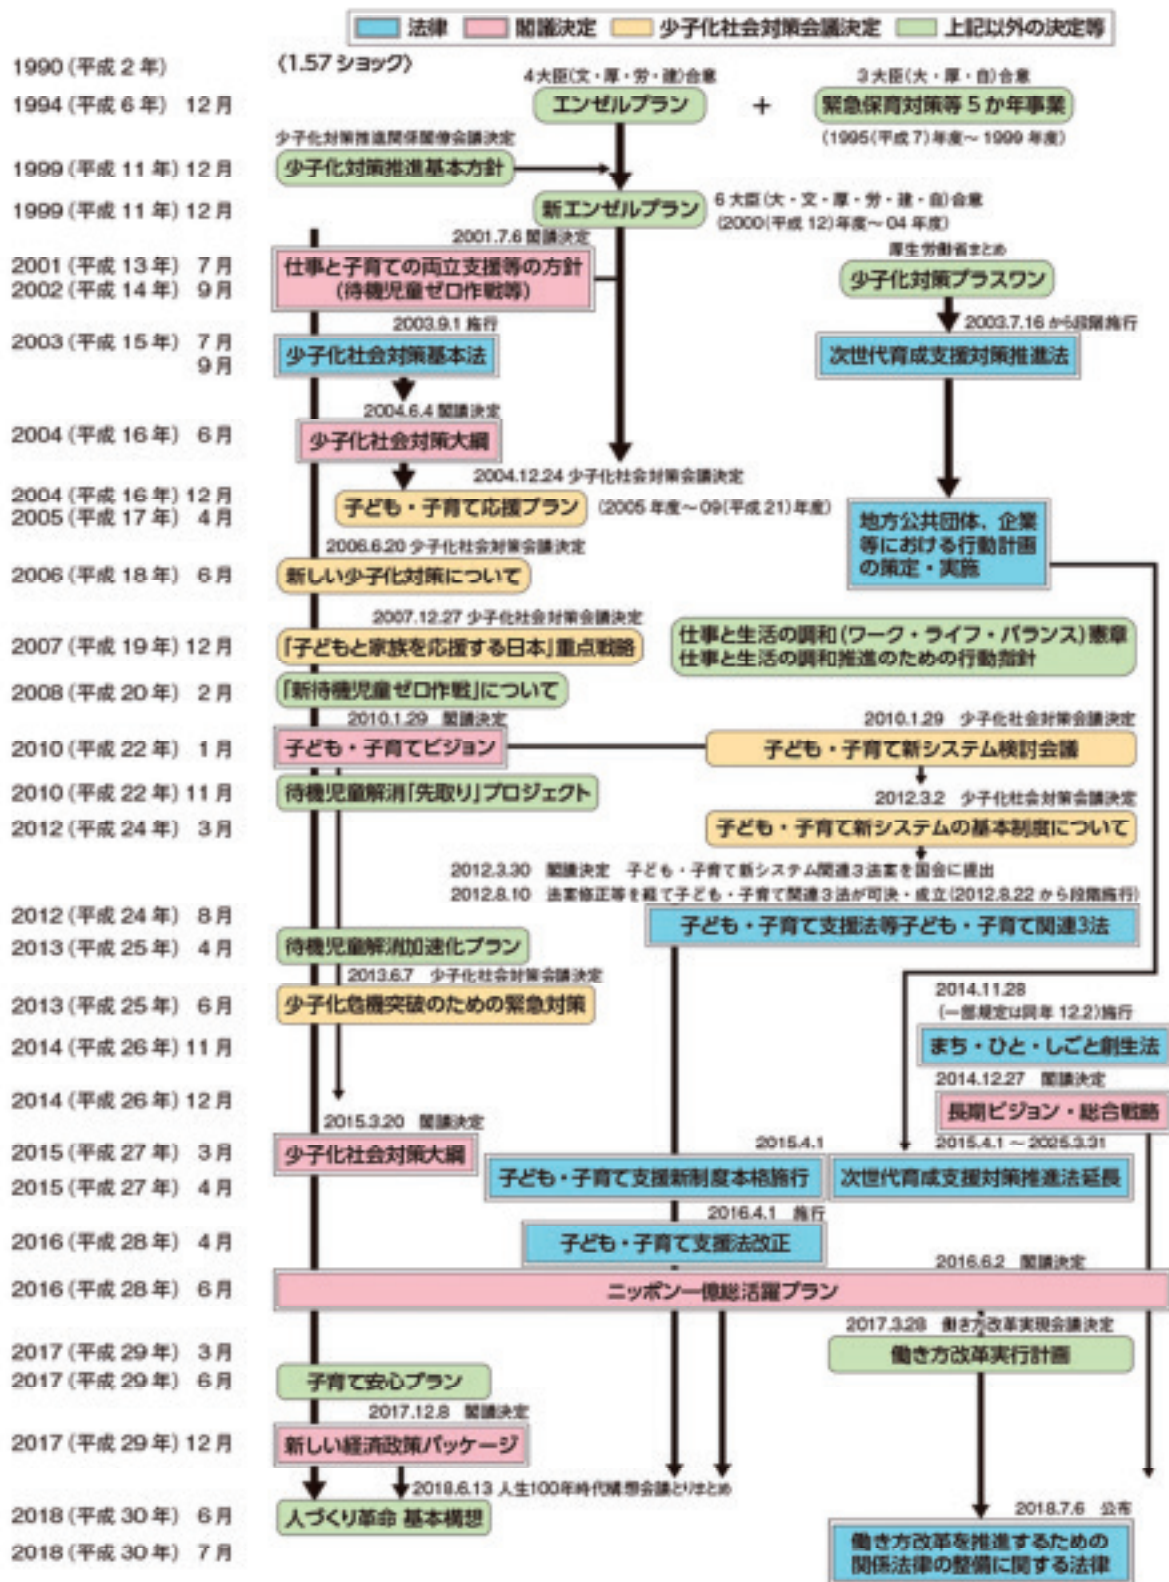 法律 閣議決定 少子化社会対策会議決定 上記以外の決定等
1990(平成2年) 〈1.57ショック〉
4大臣(文・厚・労・建)合意 3大臣(大・厚・自)合意
1994(平成6年) 12月 エンゼルプラン + 緊急保育対策等5か年事業
(1995(平成7)年度～1999年度)
少子化対策推進関係閣僚会議決定
1999(平成11年)12月 少子化対策推進基本方針
1999(平成11年)12月 新エンゼルプラン 6大臣(大・文・厚・労・建・自)合意
(2000(平成12)年度～04年度)
2001.7.6 閣議決定 厚生労働省まとめ
2001(平成13年) 7月 仕事と子育ての両立支援等の方針 少子化対策プラスワン
2002(平成14年) 9月 (待機児童ゼロ作戦等)
2003.9.1 施行 2003.7.16から段階施行
2003(平成15年) 7月 少子化社会対策基本法 次世代育成支援対策推進法
9月
2004.6.4 閣議決定
2004(平成16年) 6月 少子化社会対策大綱
2004.12.24 少子化社会対策会議決定
2004(平成16年)12月 子ども・子育て応援プラン (2005年度～09(平成21)年度)
2005(平成17年) 4月
地方公共団体、企業
等における行動計画
の策定・実施
2006.6.20 少子化社会対策会議決定
2006(平成18年) 6月 新しい少子化対策について
2007.12.27 少子化社会対策会議決定
2007(平成19年)12月 「子どもと家族を応援する日本」重点戦略
仕事と生活の調和(ワーク・ライフ・バランス)憲章
仕事と生活の調和推進のための行動指針
2008(平成20年) 2月 「新待機児童ゼロ作戦」について
2010.1.29 閣議決定 2010.1.29 少子化社会対策会議決定
2010(平成22年) 1月 子ども・子育てビジョン 子ども・子育て新システム検討会議
2010(平成22年)11月 待機児童解消「先取り」プロジェクト
2012.3.2 少子化社会対策会議決定
2012(平成24年) 3月 子ども・子育て新システムの基本制度について
2012.3.30 閣議決定 子ども・子育て新システム関連3法案を国会に提出
2012.8.10 法案修正等を経て子ども・子育て関連3法が可決・成立(2012.8.22から段階施行)
2012(平成24年) 8月 子ども・子育て支援法等子ども・子育て関連3法
2013(平成25年) 4月 待機児童解消加速化プラン
2013.6.7 少子化社会対策会議決定
2013(平成25年) 6月 少子化危機突破のための緊急対策
2014.11.28
(一部規定は同年12.2)施行
2014(平成26年)11月 まち・ひと・しごと創生法
2014.12.27 閣議決定
2014(平成26年)12月 長期ビジョン・総合戦略
2015.3.20 閣議決定
2015(平成27年) 3月 少子化社会対策大綱
2015.4.1 2015.4.1～2025.3.31
2015(平成27年) 4月 子ども・子育て支援新制度本格施行 次世代育成支援対策推進法延長
2016.4.1 施行
2016(平成28年) 4月 子ども・子育て支援法改正
2016.6.2 閣議決定
2016(平成28年) 6月 ニッポン一億総活躍プラン
2017.3.28 働き方改革実現会議決定
2017(平成29年) 3月 働き方改革実行計画
2017(平成29年) 6月 子育て安心プラン
2017.12.8 閣議決定
2017(平成29年)12月 新しい経済政策パッケージ
2018.6.13 人生100年時代構想会議とりまとめ
2018(平成30年) 6月 人づくり革命 基本構想
2018.7.6 公布
2018(平成30年) 7月 働き方改革を推進するための
関係法律の整備に関する法律